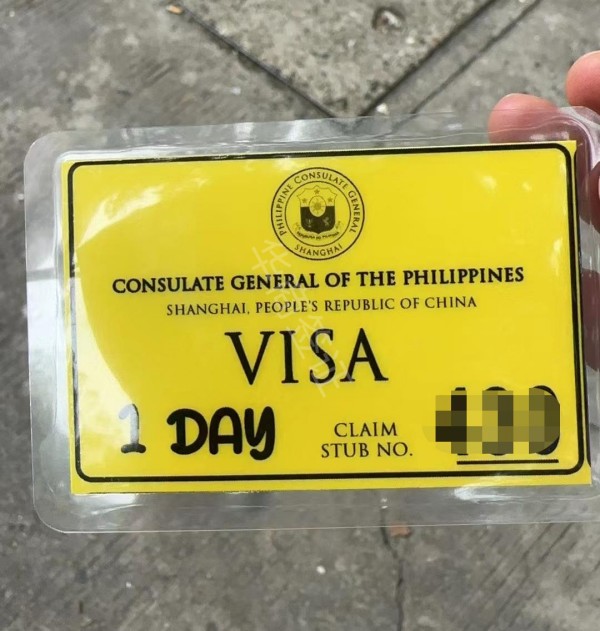 PHILIPPINE CONSULATE GENERAL
SHANGHAI
CONSULATE GENERAL OF THE PHILIPPINES
SHANGHAI, PEOPLE'S REPUBLIC OF CHINA
VISA
1 DAY
CLAIM
STUB NO.